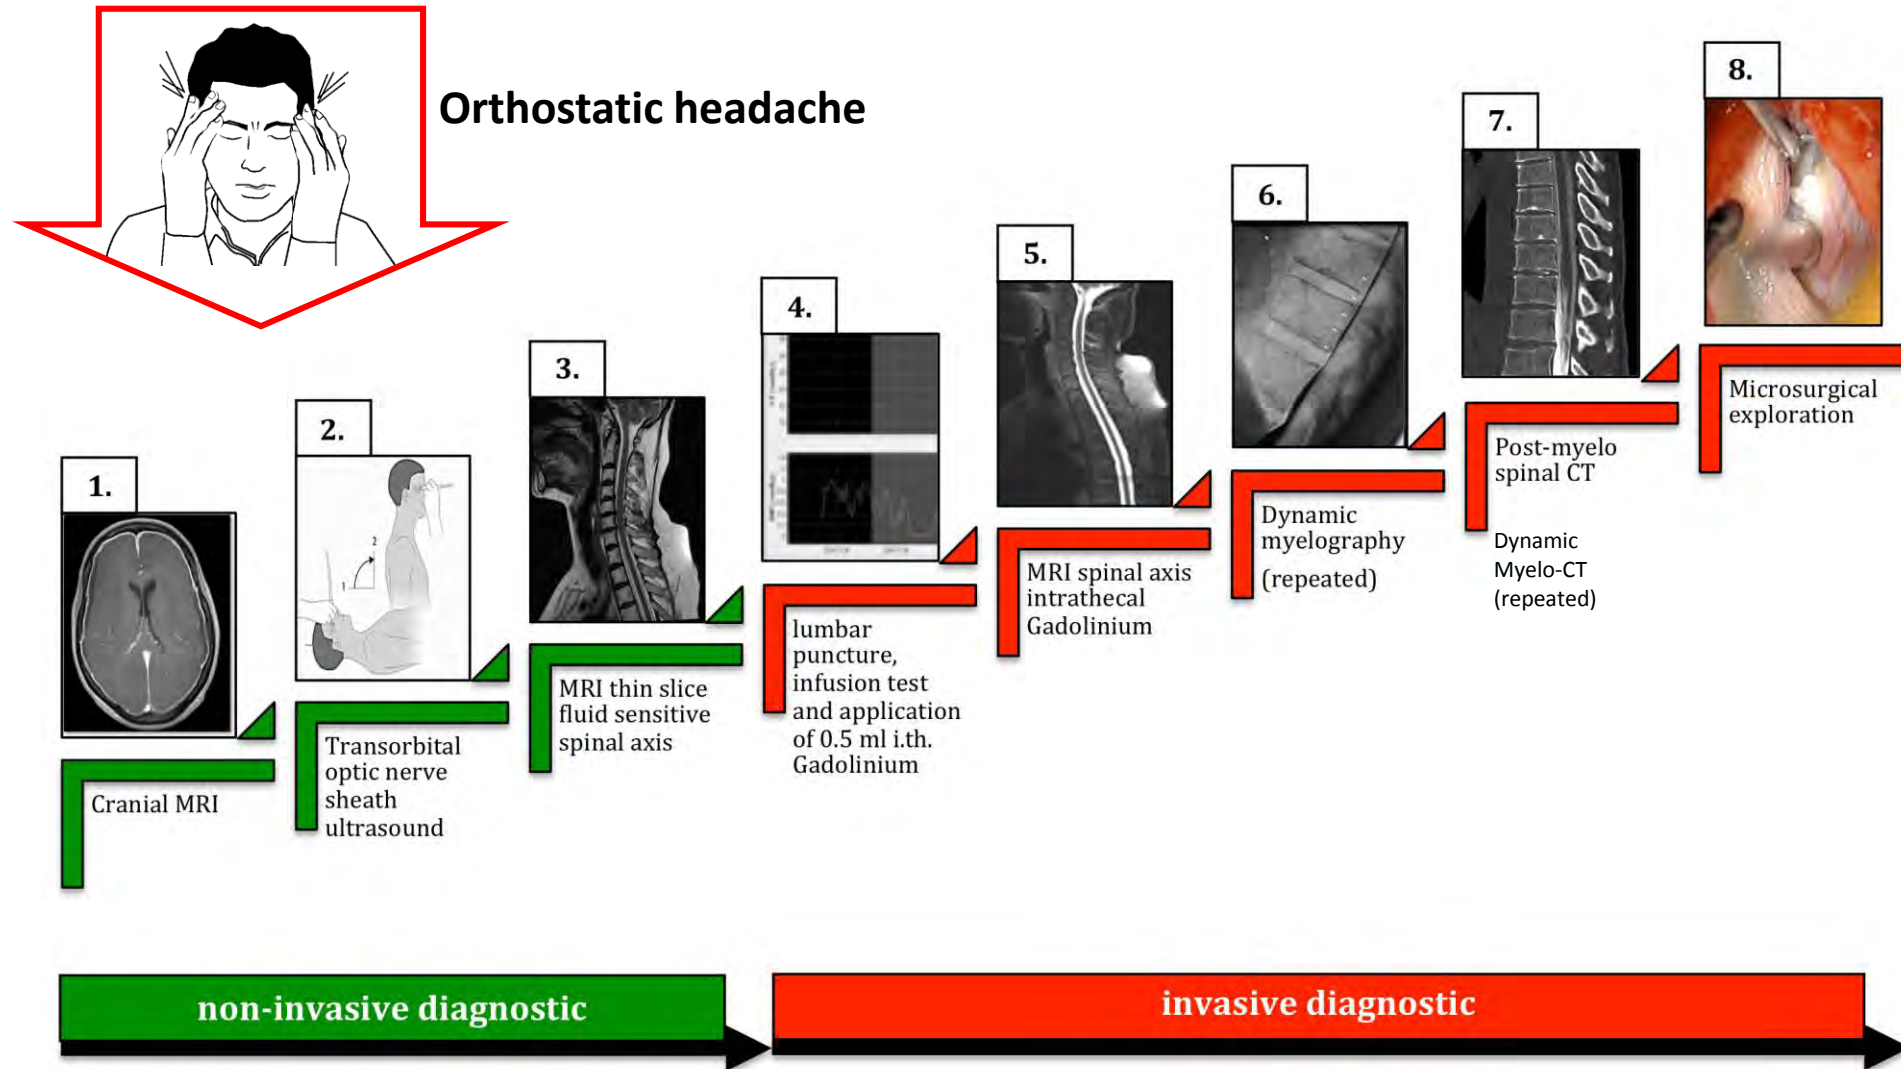 Orthostatic headache
1.
Cranial MRI
2.
Transorbital
optic nerve
sheath
ultrasound
3.
MRI thin slice
fluid sensitive
spinal axis
4.
lumbar
puncture,
infusion test
and application
of 0.5 ml i.th.
Gadolinium
5.
MRI spinal axis
intrathecal
Gadolinium
6.
Dynamic
myelography
(repeated)
7.
Post-myelo
spinal CT
Dynamic
Myelo-CT
(repeated)
8.
Microsurgical
exploration
2
1
non-invasive diagnostic
invasive diagnostic